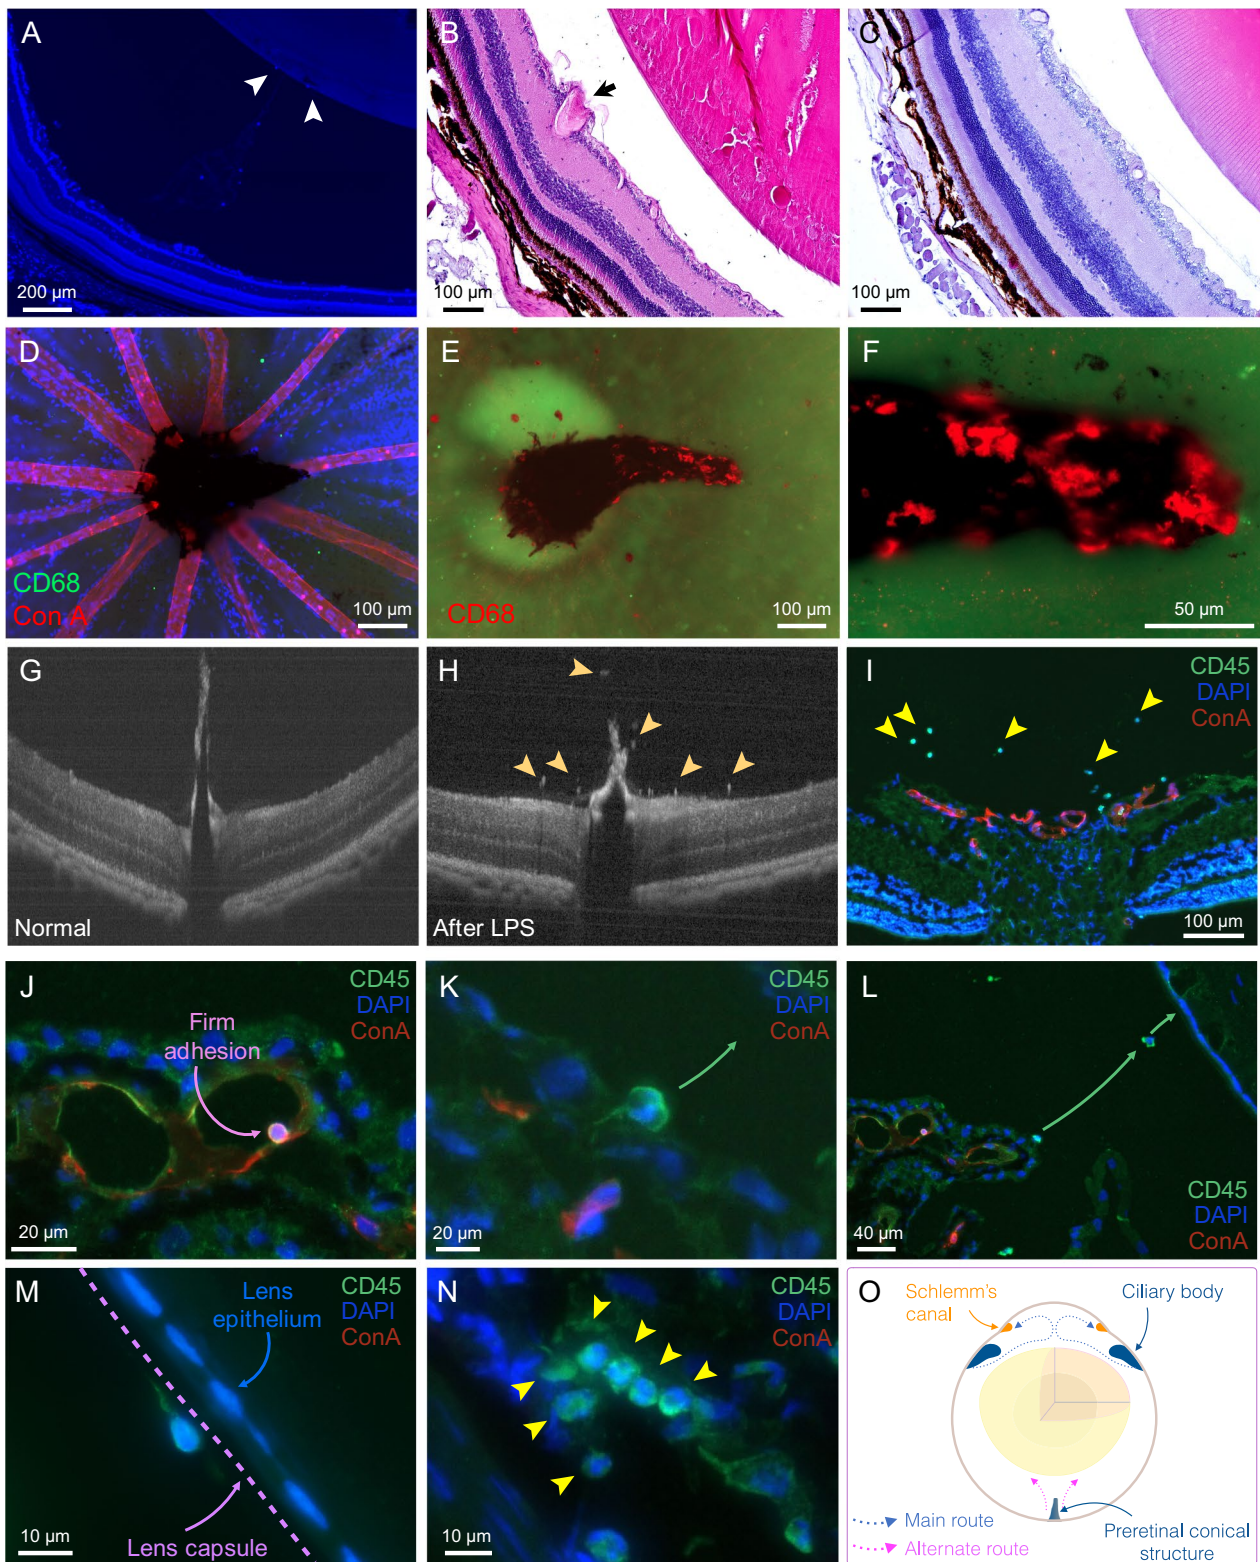 A
200 µm
B
100 µm
C
100 µm
D
CD68
Con A
100 µm
E
CD68
100 µm
F
50 µm
G
Normal
H
After LPS
I
CD45
DAPI
ConA
100 µm
J
CD45
DAPI
ConA
Firm
adhesion
20 µm
K
CD45
DAPI
ConA
20 µm
L
CD45
DAPI
ConA
40 µm
M
Lens
epithelium
CD45
DAPI
ConA
10 µm
Lens capsule
N
CD45
DAPI
ConA
10 µm
O
Schlemm's
canal
Ciliary body
Main route
Alternate route
Preretinal conical
structure